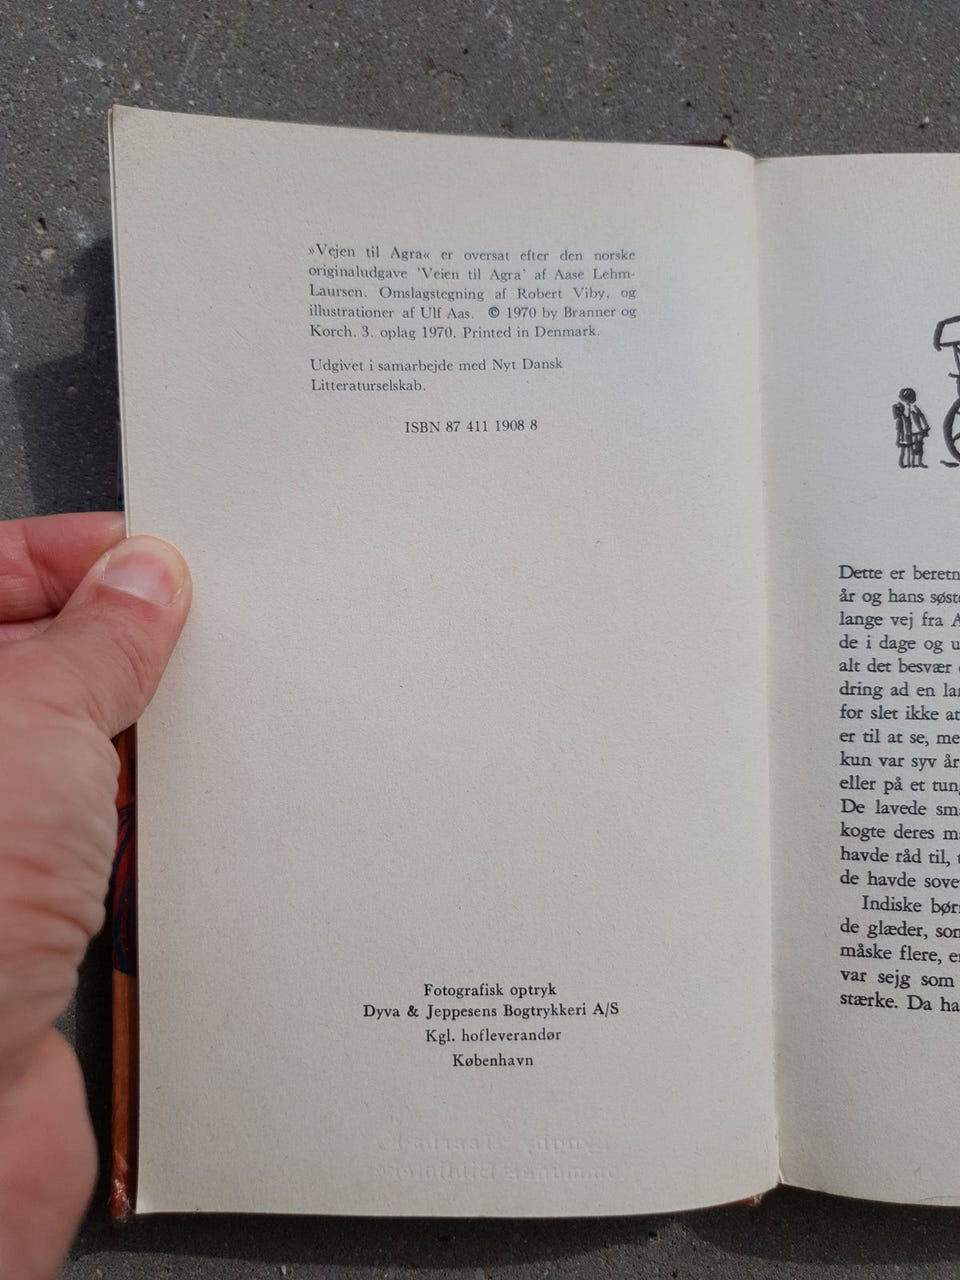 »Vejen til Agra« er oversat efter den norske
originaludgave 'Veien til Agra' af Aase Lehm-
Laursen. Omslagstegning af Robert Viby, og
illustrationer af Ulf Aas. © 1970 by Branner og
Korch. 3. oplag 1970. Printed in Denmark.
Udgivet i samarbejde med Nyt Dansk
Litteraturselskab.
ISBN 87 411 1908 8
Fotografisk optryk
Dyva & Jeppesens Bogtrykkeri A/S
Kgl. hofleverandør
København
Dette er beretn
år og hans søst
lange vej fra A
de i dage og u
alt det besvær
dring ad en la
for slet ikke at
er til at se, me
kun var syv år
eller på et tun
De lavede sm
kogte deres m
havde råd til, t
de havde sove
Indiske bør
de glæder, som
måske flere, e
var sejg som
stærke. Da ha